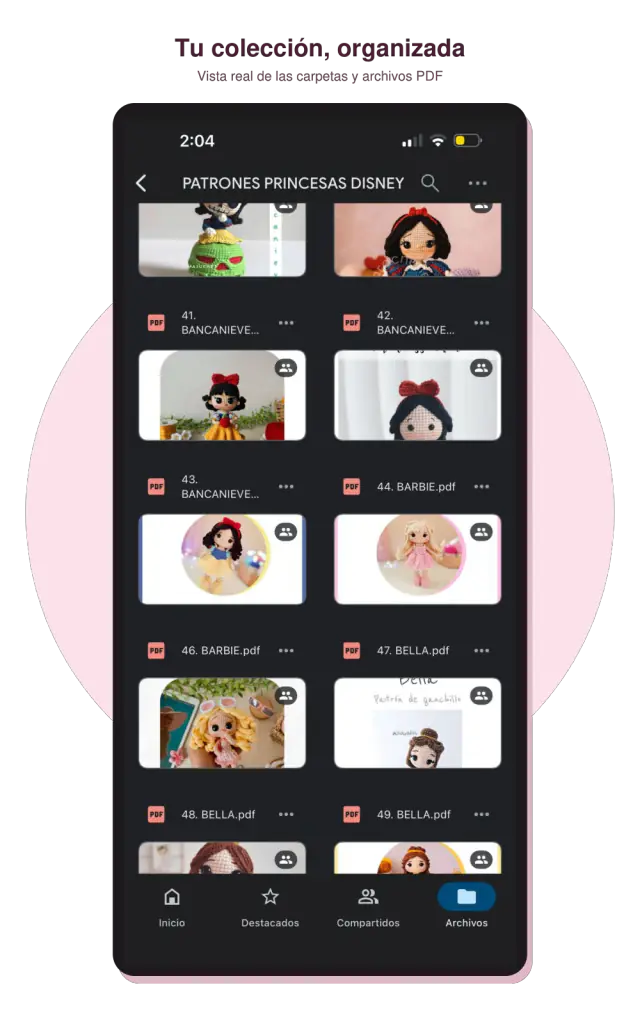 Tu colección, organizada
Vista real de las carpetas y archivos PDF
2:04
PATRONES PRINCESAS DISNEY
PDF
41.
BANCANIEVE...
PDF
42.
BANCANIEVE...
PDF
43.
BANCANIEVE...
PDF
44. BARBIE.pdf
PDF
46. BARBIE.pdf
PDF
47. BELLA.pdf
Bella
Patrón de ganchillo
PDF
48. BELLA.pdf
PDF
49. BELLA.pdf
Inicio
Destacados
Compartidos
Archivos